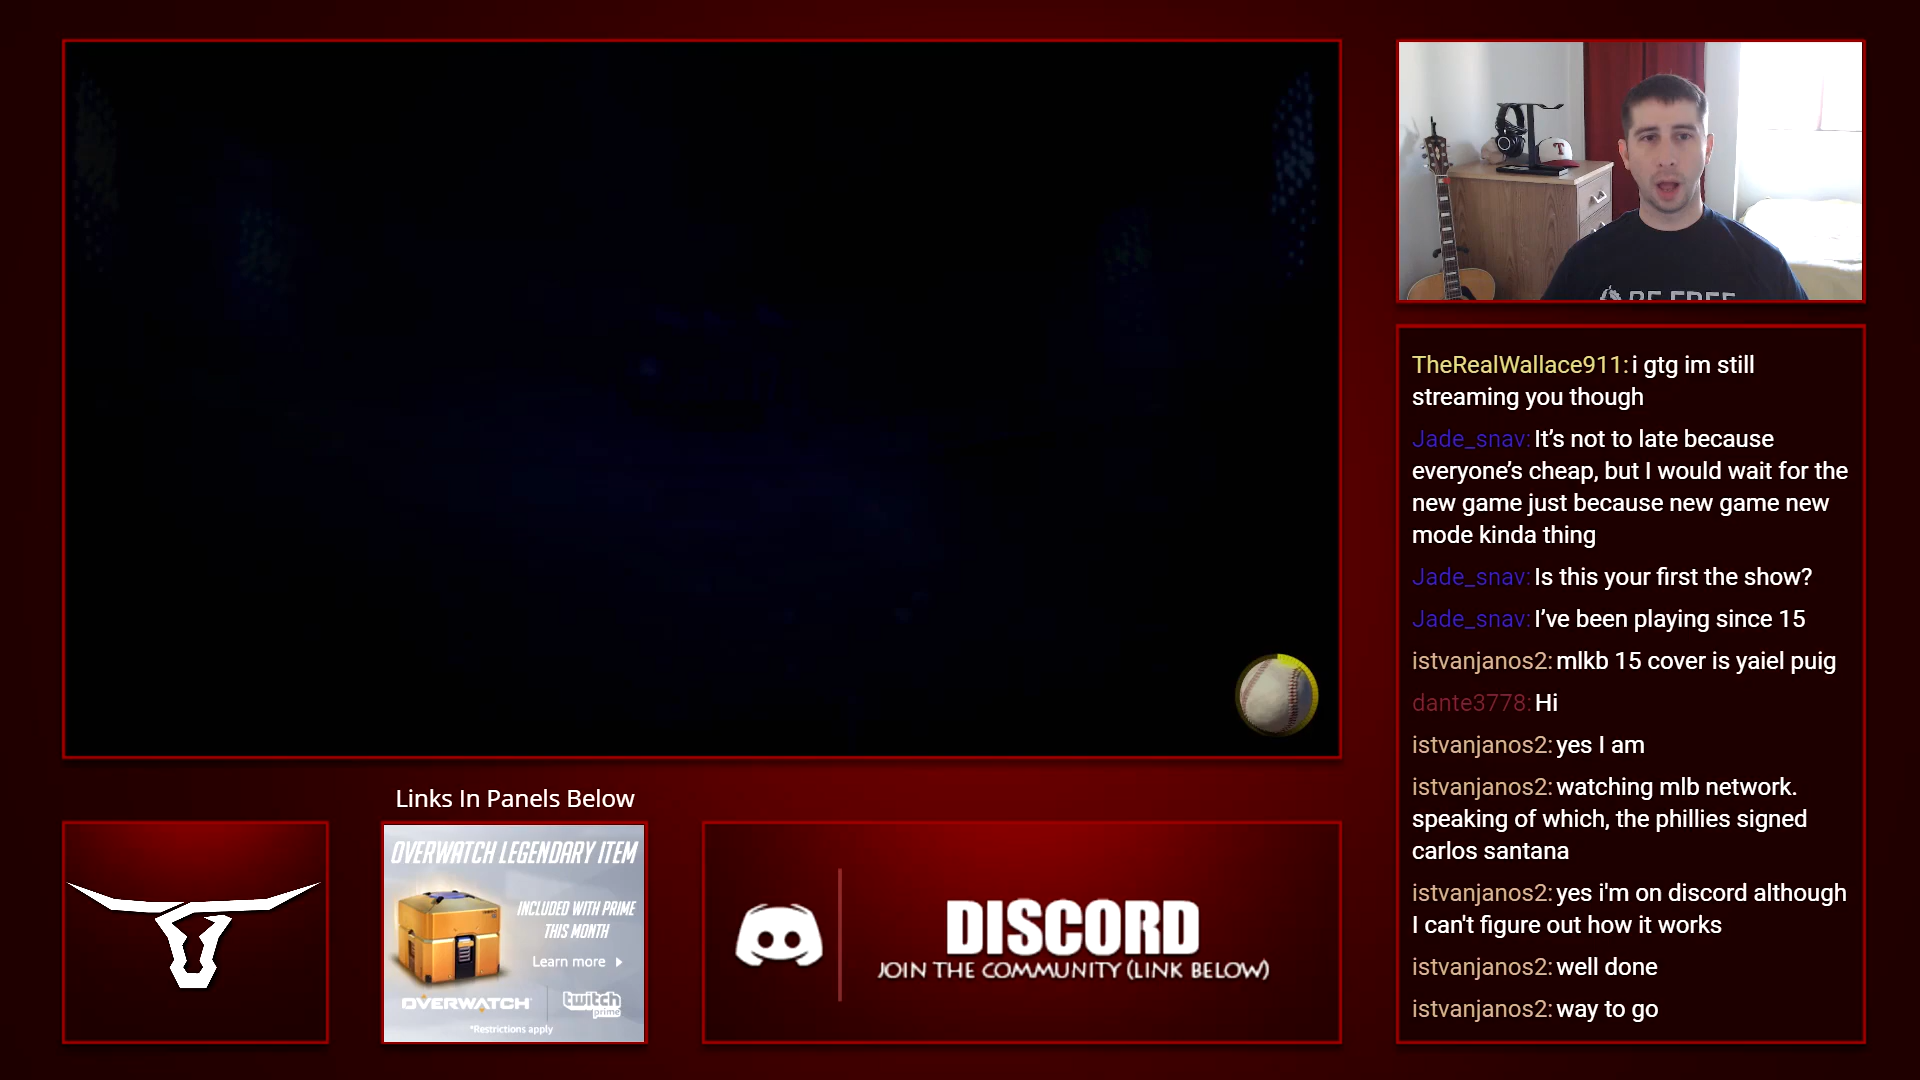 T
BE FREE
TheRealWallace911: i gtg im still
streaming you though
Jade_snav: It’s not to late because
everyone’s cheap, but I would wait for the
new game just because new game new
mode kinda thing
Jade_snav: Is this your first the show?
Jade_snav: I’ve been playing since 15
istvanjanos2: mlkb 15 cover is yaiel puig
dante3778: Hi
istvanjanos2: yes I am
istvanjanos2: watching mlb network.
speaking of which, the phillies signed
carlos santana
istvanjanos2: yes i'm on discord although
I can't figure out how it works
istvanjanos2: well done
istvanjanos2: way to go
Links In Panels Below
OVERWATCH LEGENDARY ITEM
INCLUDED WITH PRIME
THIS MONTH
Learn more
OVERWATCH
twitch
prime
*Restrictions apply
DISCORD
JOIN THE COMMUNITY (LINK BELOW)